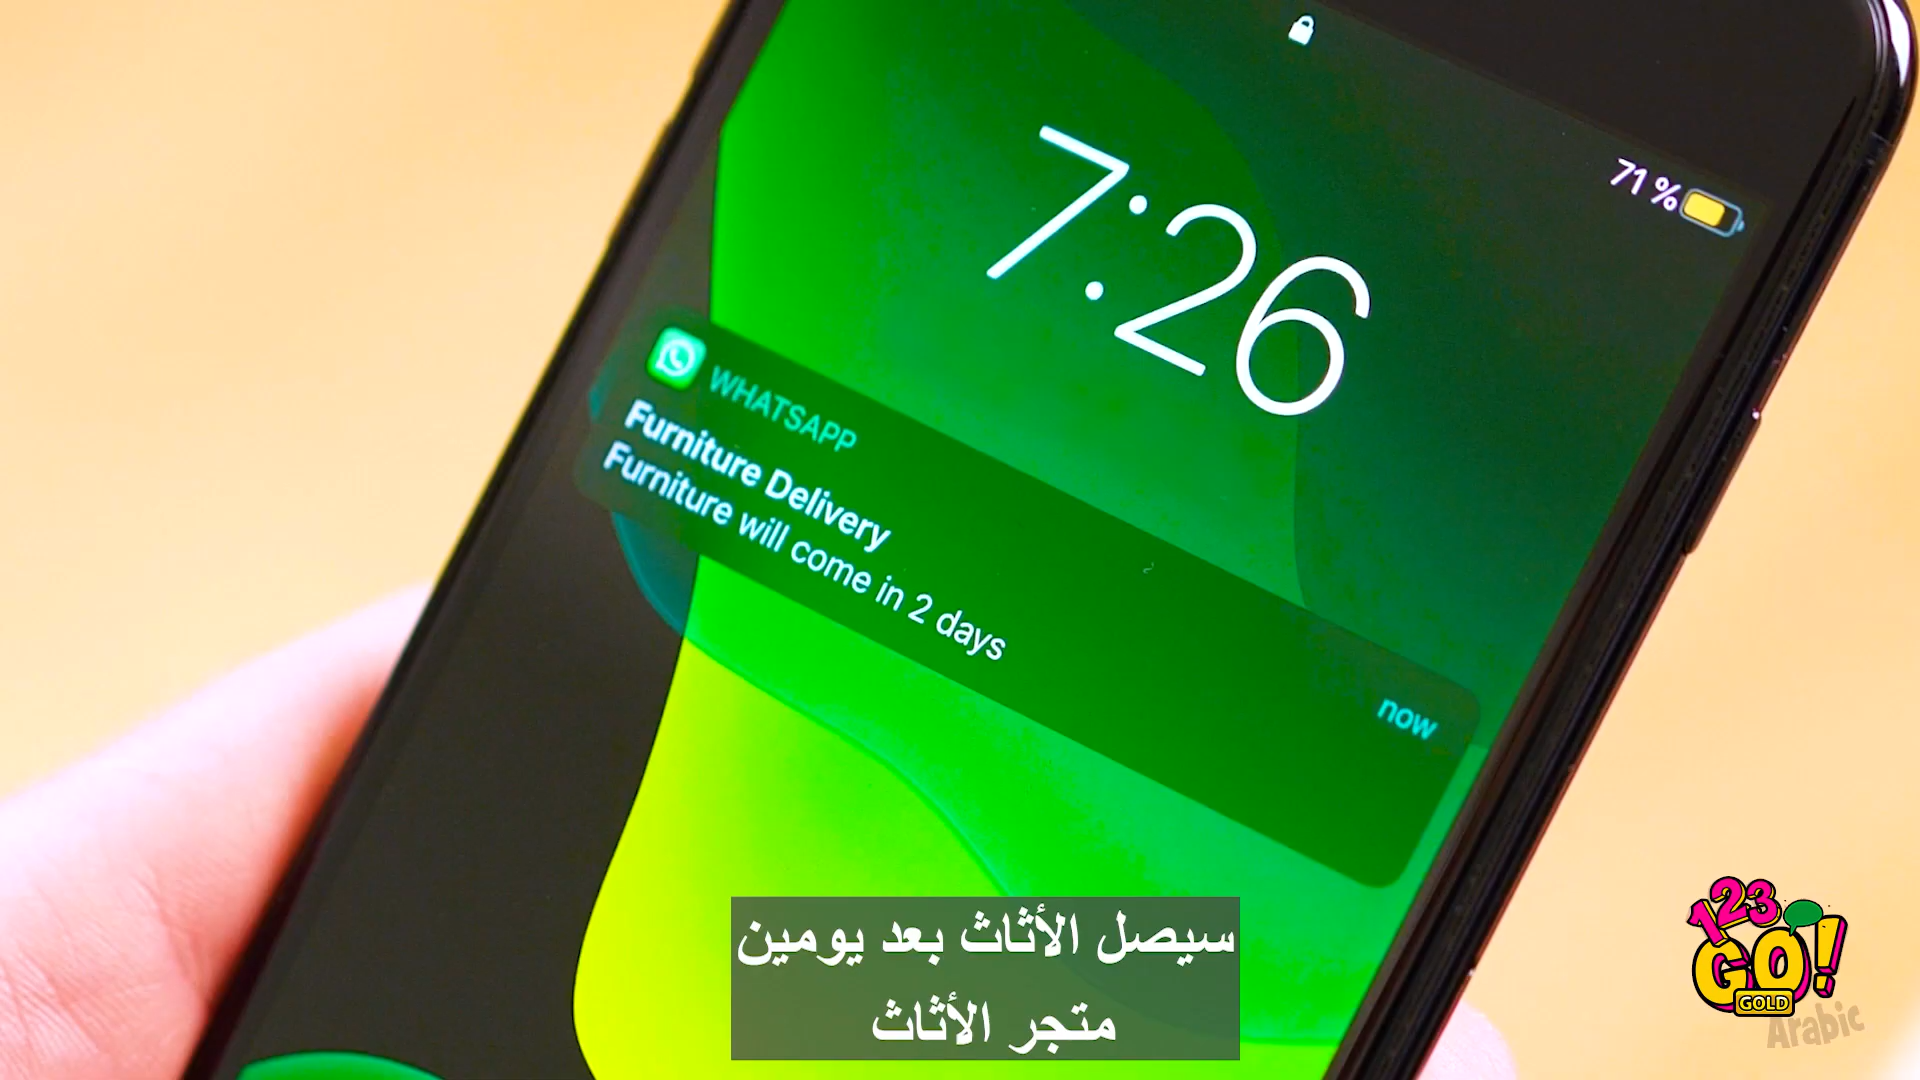 71%
7:26
WHATSAPP
Furniture Delivery
Furniture will come in 2 days
now
سيصل الأثاث بعد يومين
متجر الأثاث
123
GO!
GOLD
Arabic